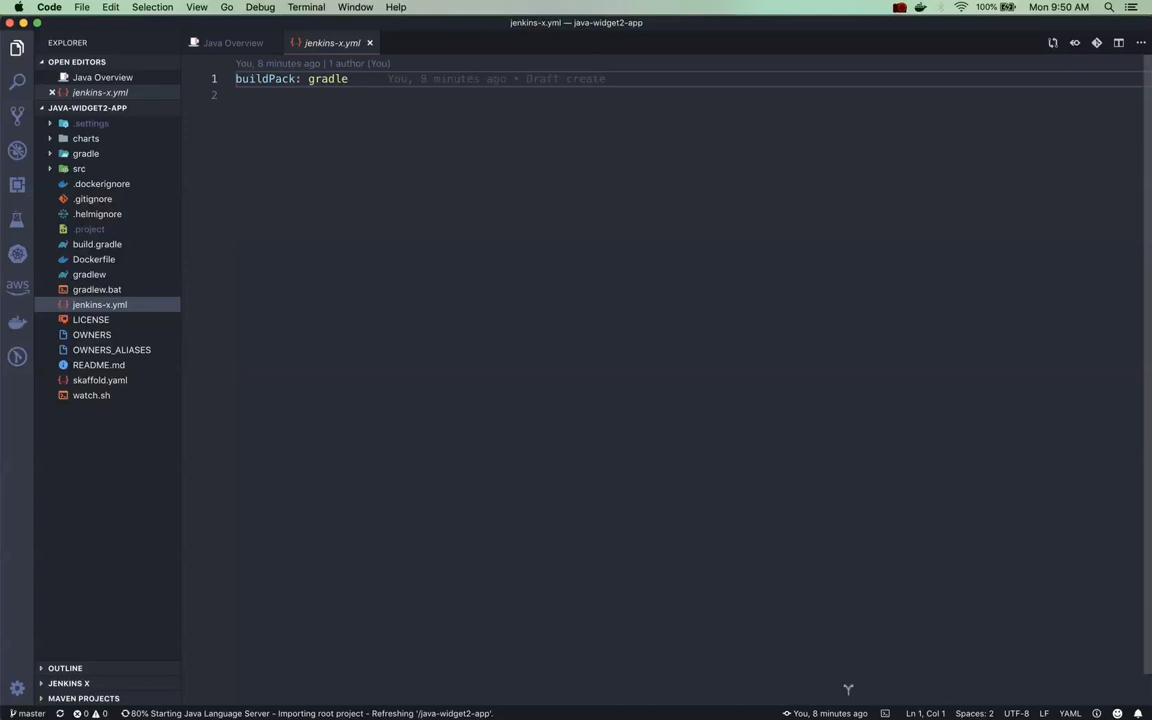 Code File Edit Selection View Go Debug Terminal Window Help 100% Mon 9:50 AM
jenkins-x.yml — java-widget2-app
EXPLORER
Java Overview
jenkins-x.yml
OPEN EDITORS
Java Overview
jenkins-x.yml
JAVA-WIDGET2-APP
.settings
charts
gradle
src
.dockerignore
.gitignore
.helmignore
.project
build.gradle
Dockerfile
gradlew
gradlew.bat
jenkins-x.yml
LICENSE
OWNERS
OWNERS_ALIASES
README.md
skaffold.yaml
watch.sh
OUTLINE
JENKINS X
MAVEN PROJECTS
aws
You, 8 minutes ago | 1 author (You)
1 buildPack: gradle You, 9 minutes ago • Draft create
2
master 0 0 80% Starting Java Language Server - Importing root project - Refreshing '/java-widget2-app'. You, 8 minutes ago Ln 1, Col 1 Spaces: 2 UTF-8 LF YAML